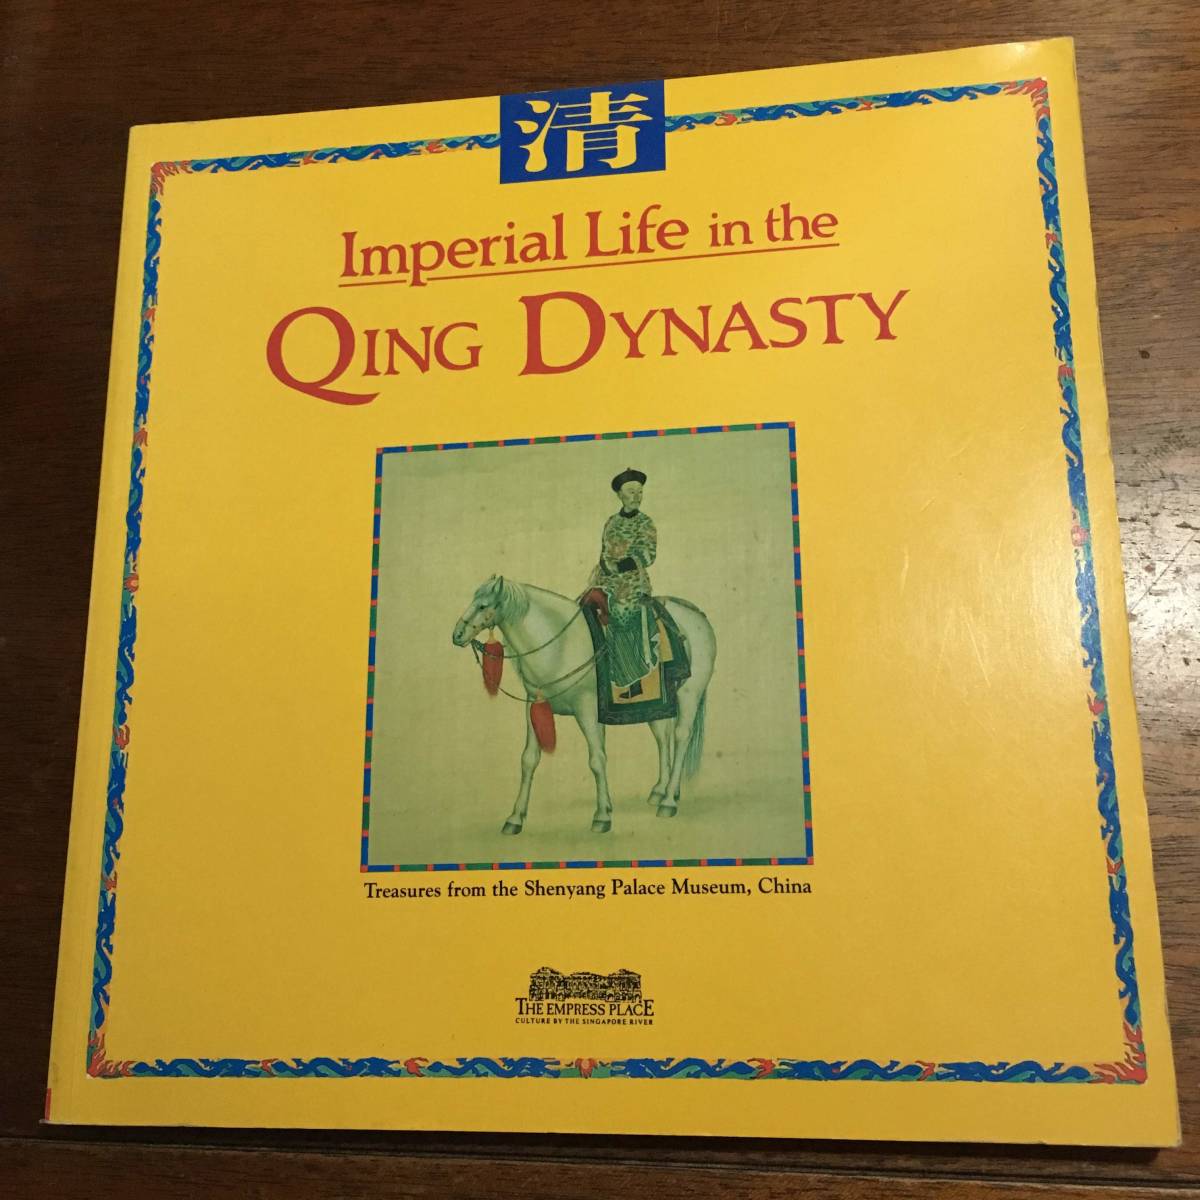 清
Imperial Life in the
QING DYNASTY
Treasures from the Shenyang Palace Museum, China
THE EMPRESS PLACE
CULTURE BY THE SINGAPORE RIVER